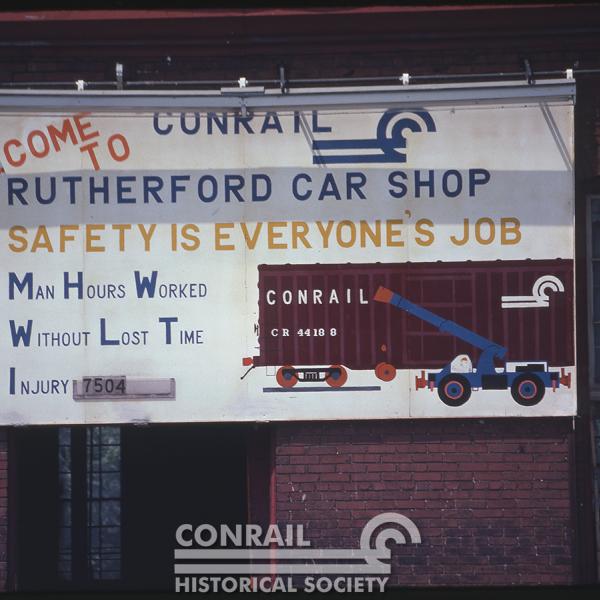 COME TO
CONRAIL
RUTHERFORD CAR SHOP
SAFETY IS EVERYONE'S JOB
MAN HOURS WORKED
WITHOUT LOST TIME
INJURY 7504
CONRAIL
CR 44188
CONRAIL
HISTORICAL SOCIETY